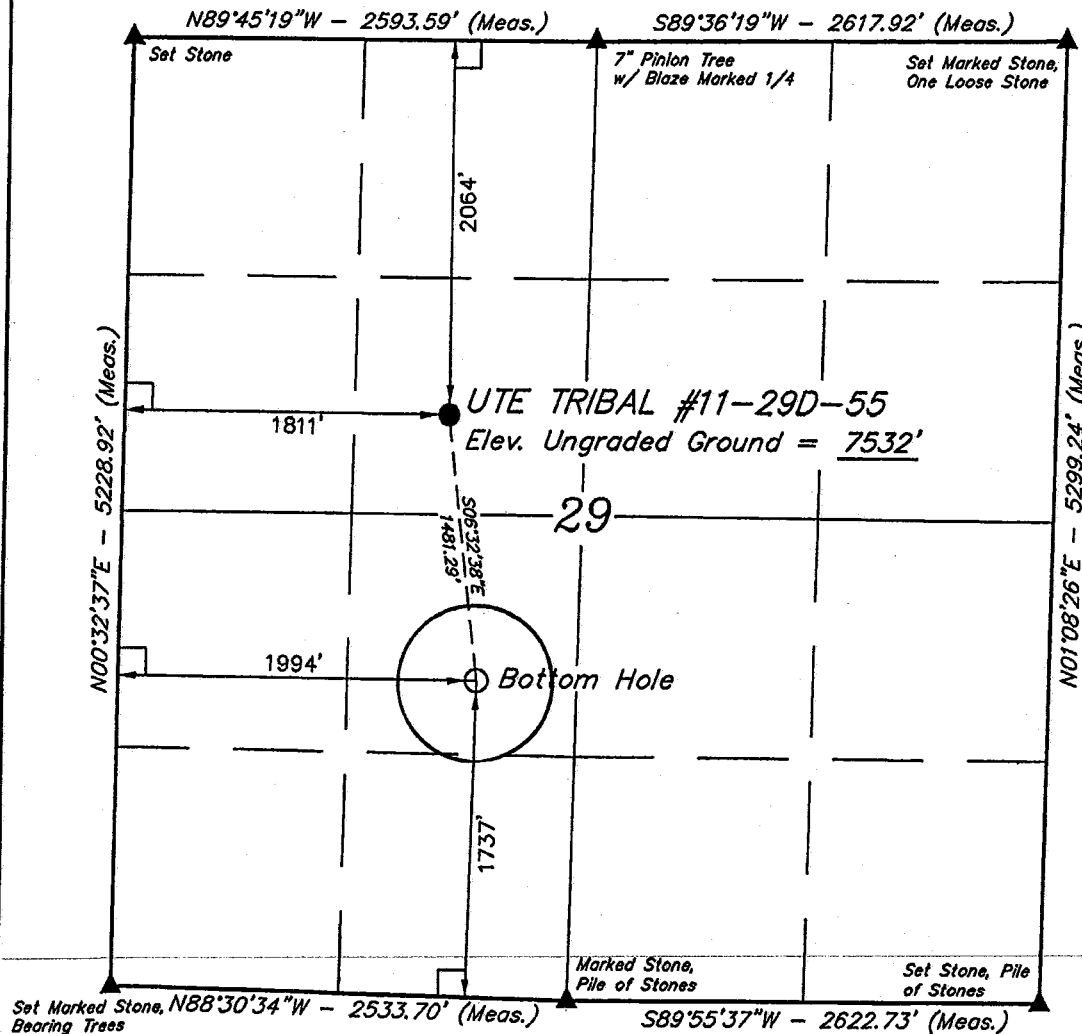 N89°45'19"W - 2593.59' (Meas.)
S89°36'19"W - 2617.92' (Meas.)
Set Stone
7" Pinion Tree
w/ Blaze Marked 1/4
Set Marked Stone,
One Loose Stone
2064'
N00°32'37"E - 5228.92' (Meas.)
1811'
UTE TRIBAL #11-29D-55
Elev. Ungraded Ground = 7532'
N01°08'26"E - 5299.24' (Meas.)
29
S06°32'38"E
1481.29'
1994'
Bottom Hole
1737'
Marked Stone,
Pile of Stones
Set Stone, Pile
of Stones
Set Marked Stone,
Bearing Trees
N88°30'34"W - 2533.70' (Meas.)
S89°55'37"W - 2622.73' (Meas.)